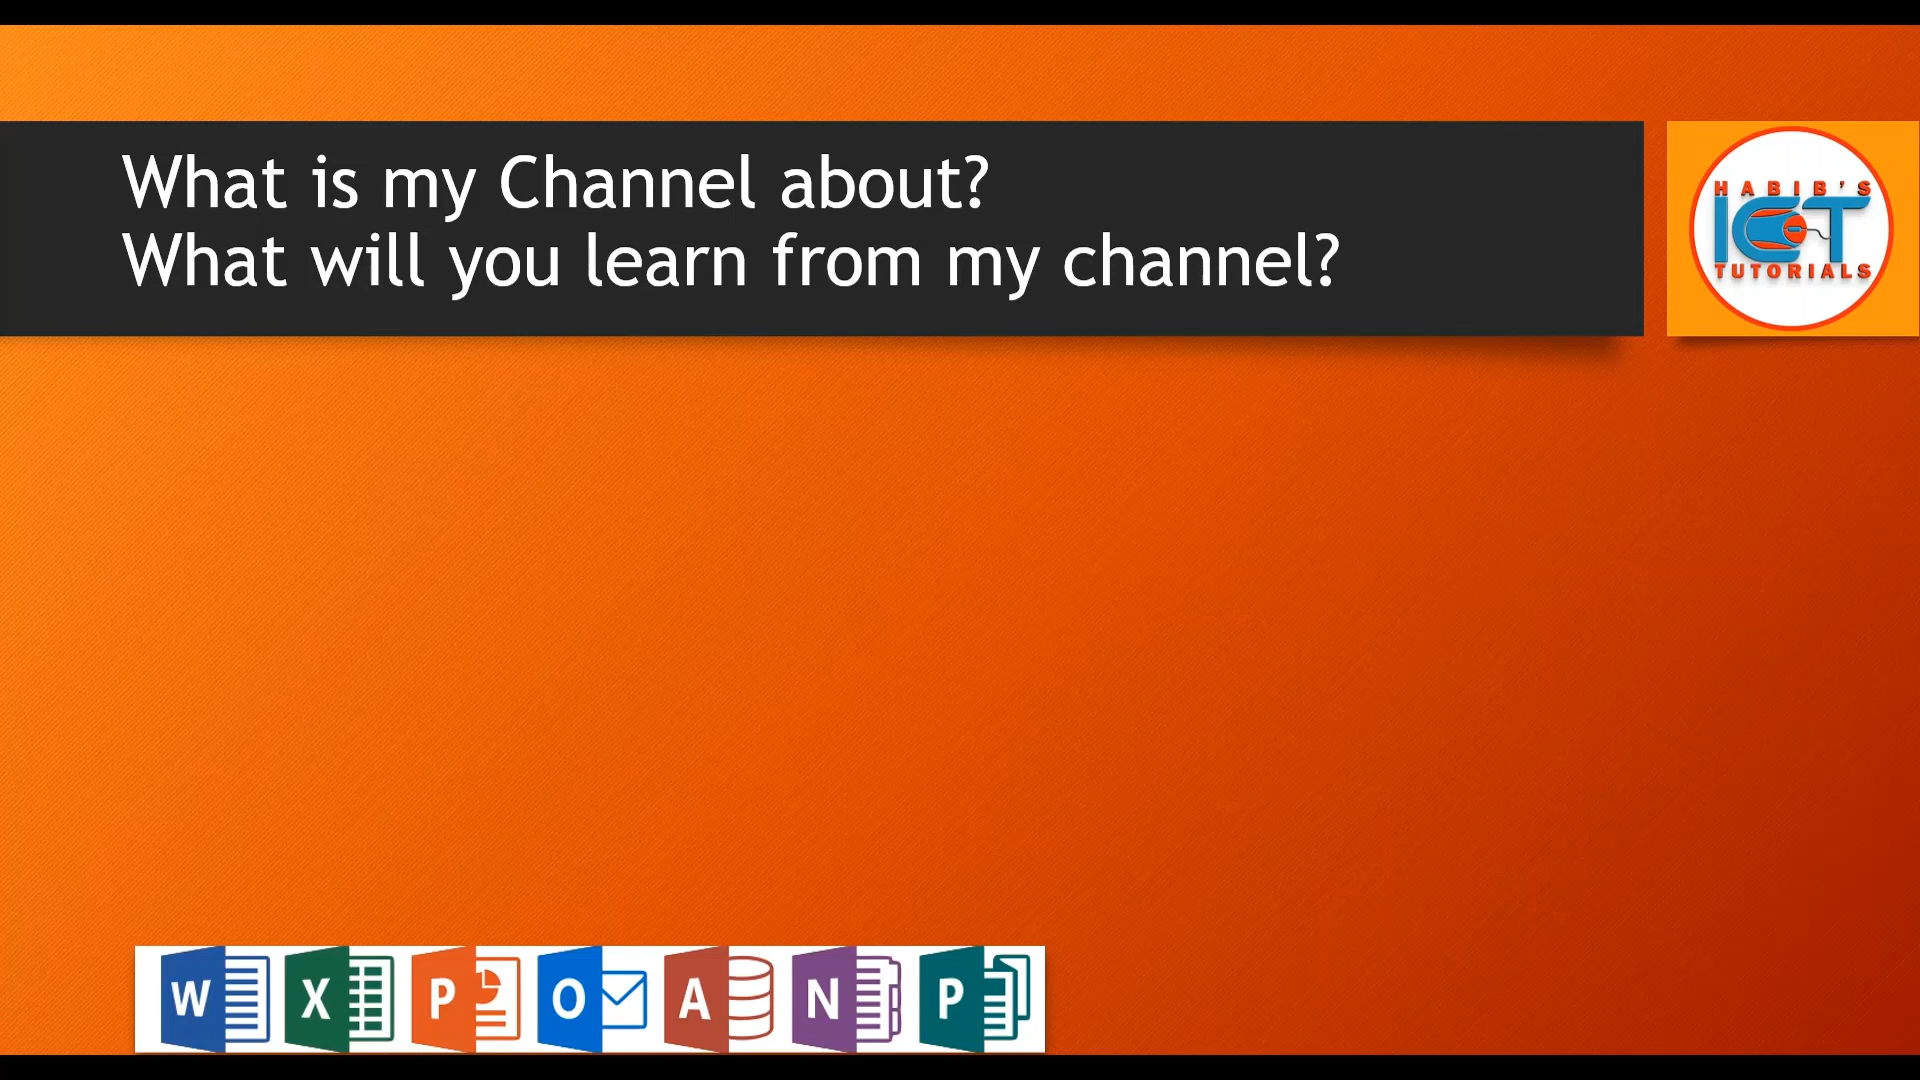 What is my Channel about?
What will you learn from my channel?
HABIB'S
ICT
TUTORIALS
W X P O A N P